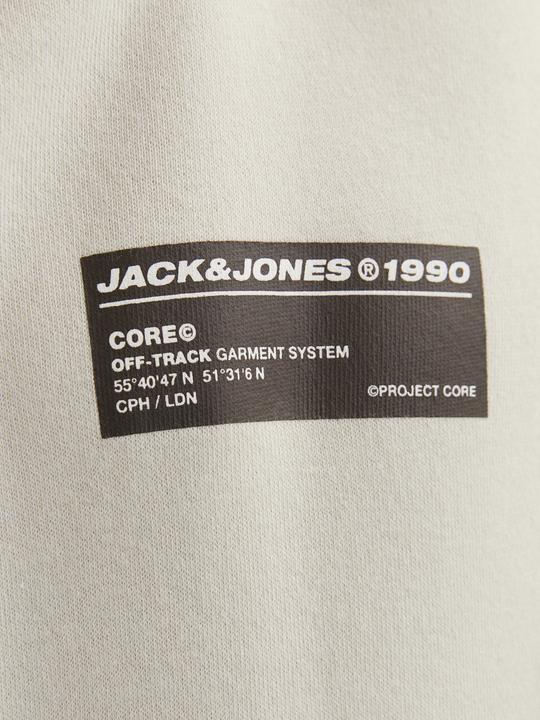 JACK&JONES ® 1990
CORE©
OFF-TRACK GARMENT SYSTEM
55°40'47 N 51°31'6 N
CPH / LDN
©PROJECT CORE